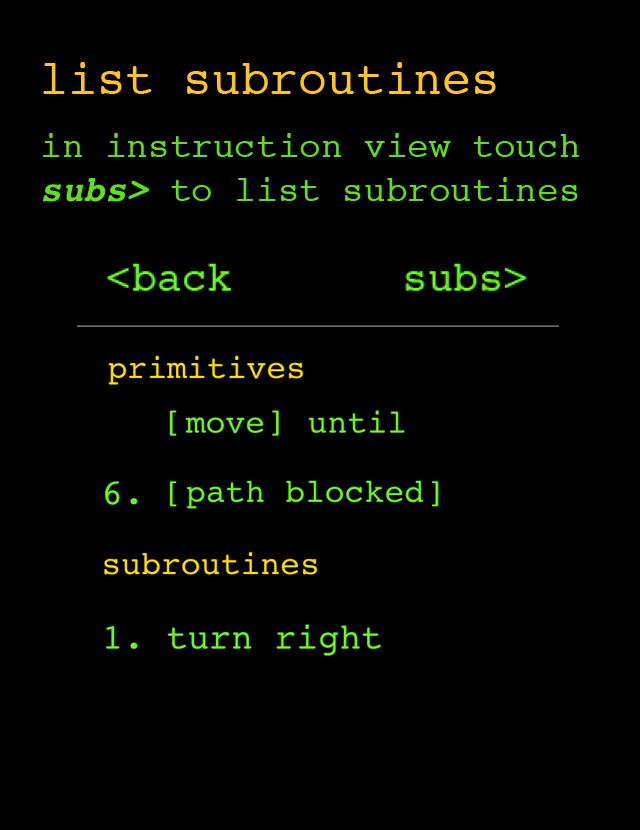 list subroutines
in instruction view touch
subs> to list subroutines
<back subs>
primitives
[move] until
6. [path blocked]
subroutines
1. turn right